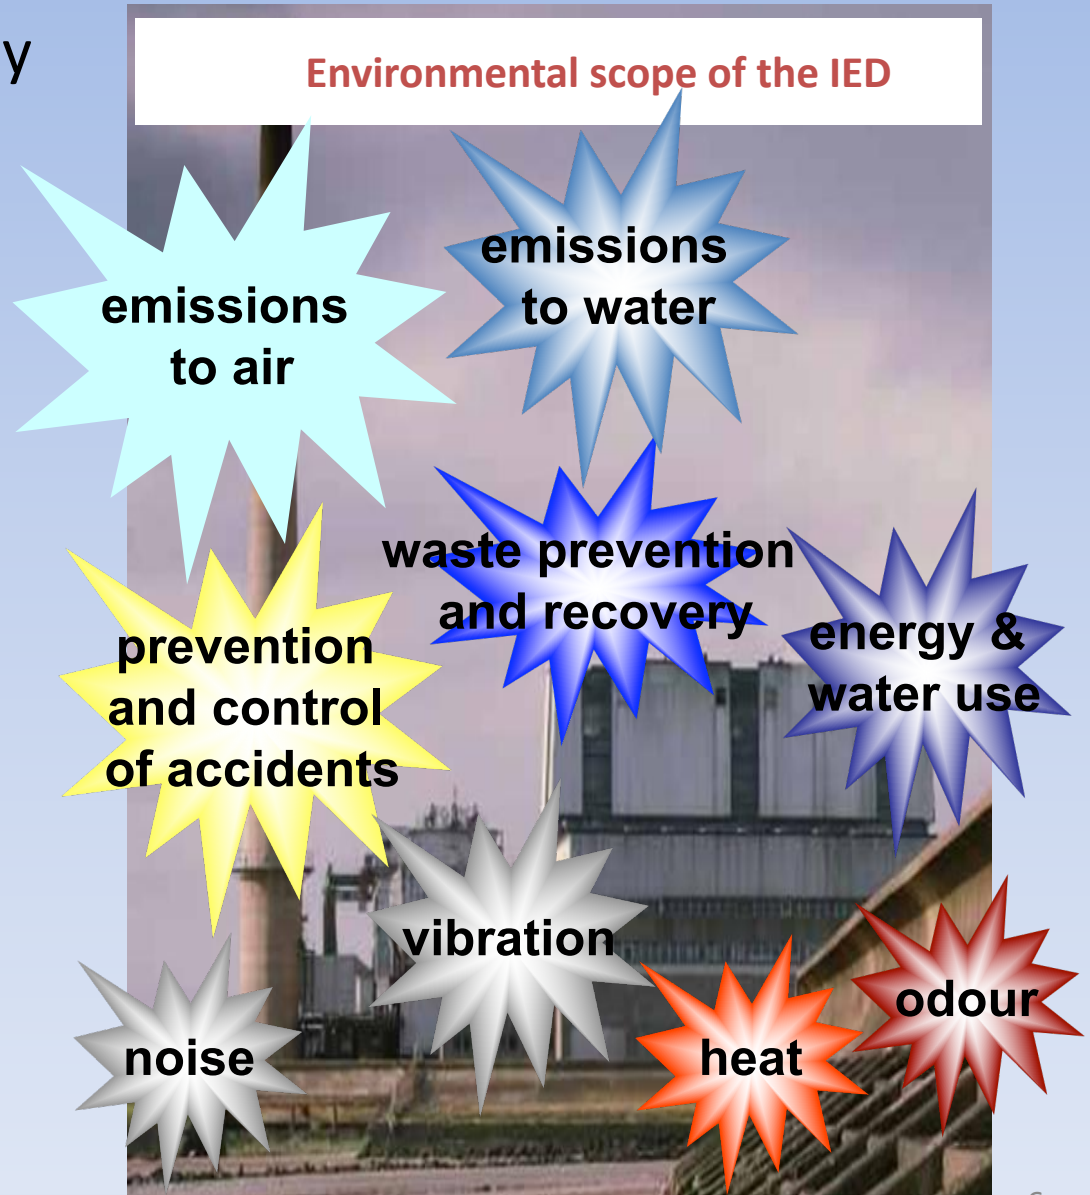 y
Environmental scope of the IED
emissions
to air
emissions
to water
waste prevention
and recovery
energy &
water use
prevention
and control
of accidents
vibration
odour
noise
heat